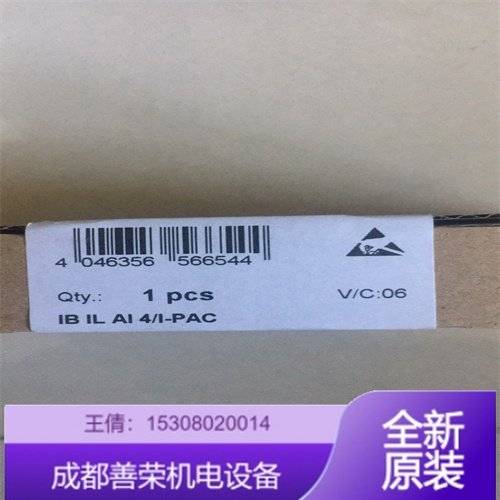 4 046356 566544
Qty.: 1 pcs V/C:06
IB IL AI 4/I-PAC
王倩：15308020014
成都善荣机电设备
全新
原装